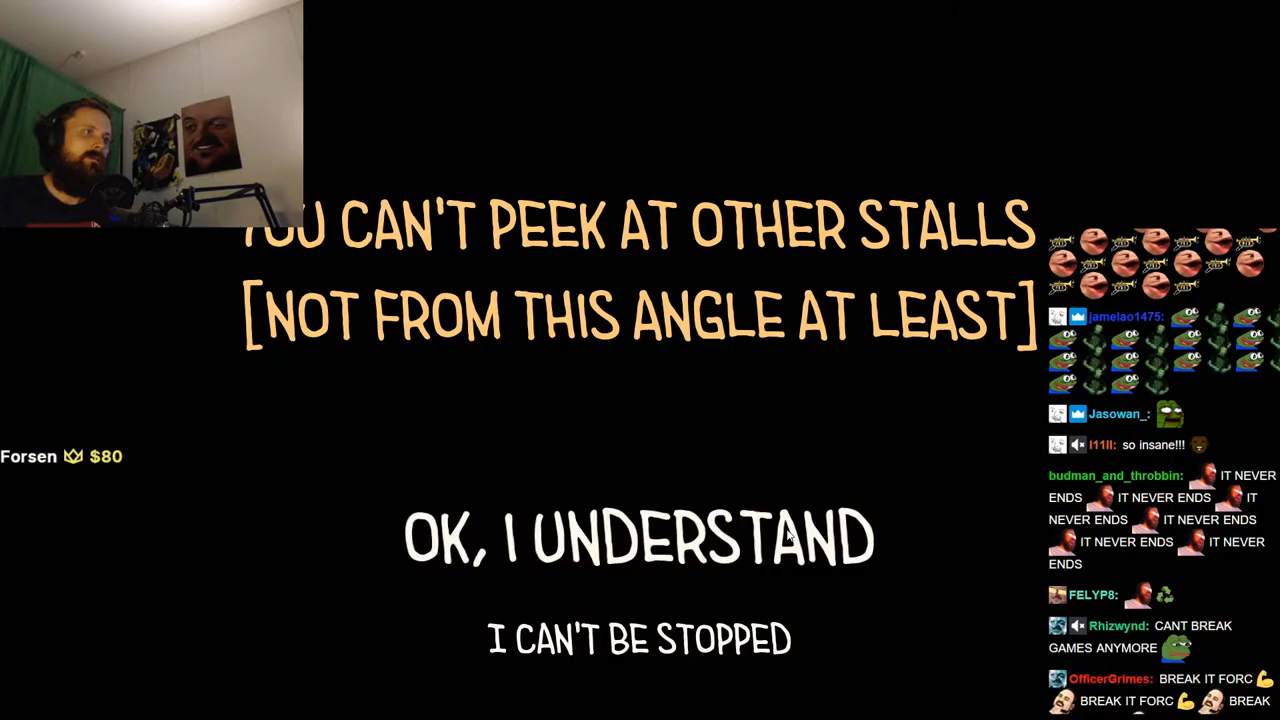 YOU CAN'T PEEK AT OTHER STALLS
[NOT FROM THIS ANGLE AT LEAST]
Forsen $80
OK, I UNDERSTAND
I CAN'T BE STOPPED
jamelao1475:
Jasowan_:
I11II: so insane!!!
budman_and_throbbin: IT NEVER
ENDS IT NEVER ENDS IT
NEVER ENDS IT NEVER ENDS
IT NEVER ENDS IT NEVER
ENDS
FELYP8:
Rhizwynd: CANT BREAK
GAMES ANYMORE
OfficerGrimes: BREAK IT FORC
BREAK IT FORC BREAK